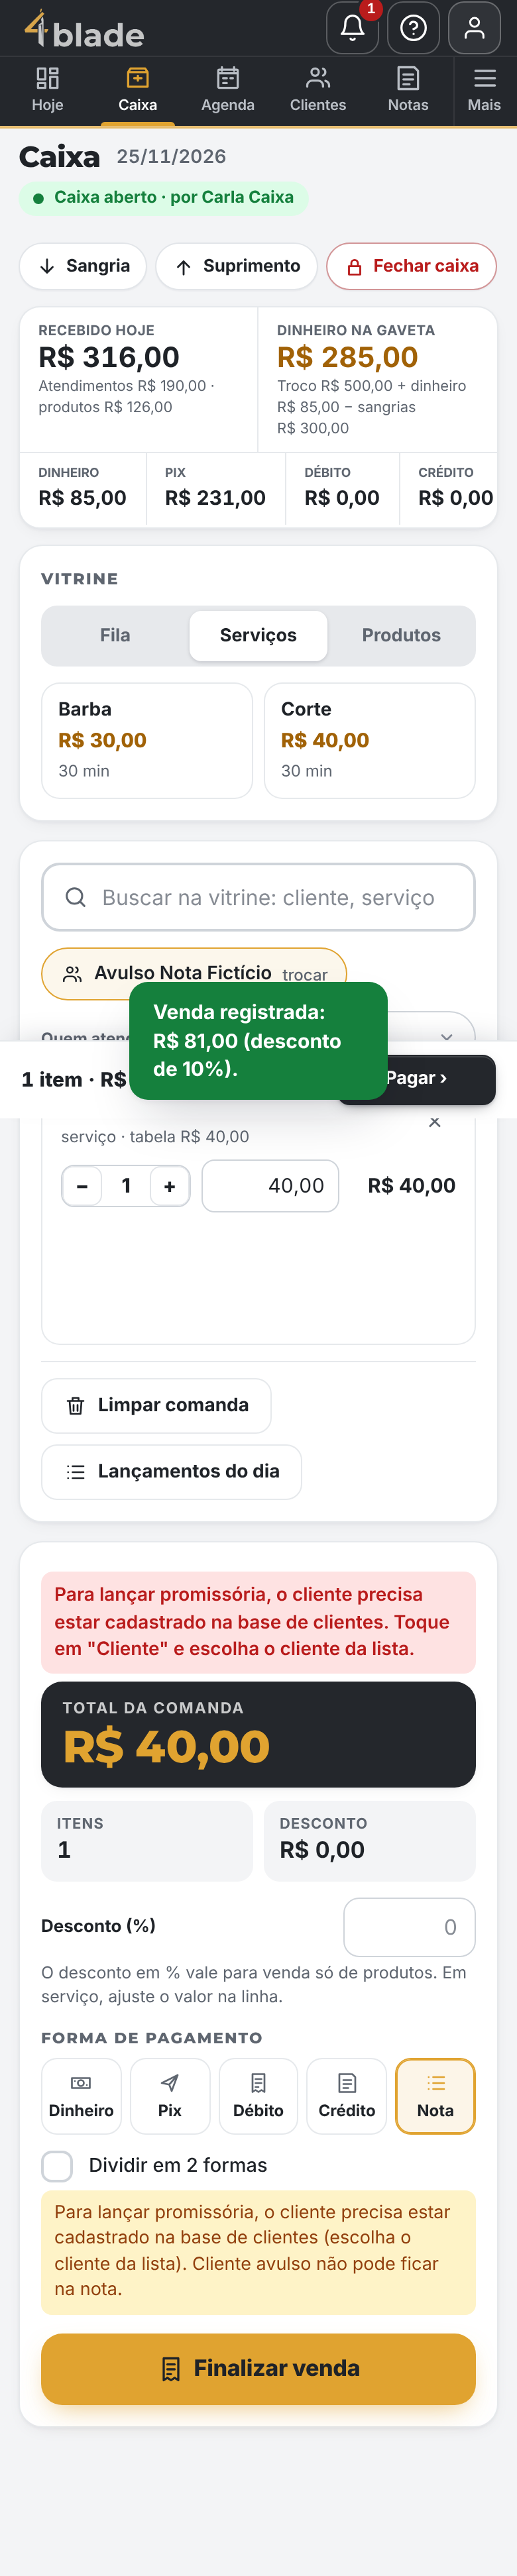 4blade
1
Hoje
Caixa
Agenda
Clientes
Notas
Mais
Caixa 25/11/2026
Caixa aberto · por Carla Caixa
Sangria
Suprimento
Fechar caixa
RECEBIDO HOJE
R$ 316,00
Atendimentos R$ 190,00 ·
produtos R$ 126,00
DINHEIRO NA GAVETA
R$ 285,00
Troco R$ 500,00 + dinheiro
R$ 85,00 − sangrias
R$ 300,00
DINHEIRO
R$ 85,00
PIX
R$ 231,00
DÉBITO
R$ 0,00
CRÉDITO
R$ 0,00
VITRINE
Fila
Serviços
Produtos
Barba
R$ 30,00
30 min
Corte
R$ 40,00
30 min
Buscar na vitrine: cliente, serviço
Avulso Nota Fictício trocar
Quem
Venda registrada:
R$ 81,00 (desconto
de 10%).
1 item · R$
Pagar ›
×
serviço · tabela R$ 40,00
− 1 +
40,00
R$ 40,00
Limpar comanda
Lançamentos do dia
Para lançar promissória, o cliente precisa
estar cadastrado na base de clientes. Toque
em "Cliente" e escolha o cliente da lista.
TOTAL DA COMANDA
R$ 40,00
ITENS
1
DESCONTO
R$ 0,00
Desconto (%)
0
O desconto em % vale para venda só de produtos. Em
serviço, ajuste o valor na linha.
FORMA DE PAGAMENTO
Dinheiro
Pix
Débito
Crédito
Nota
Dividir em 2 formas
Para lançar promissória, o cliente precisa estar
cadastrado na base de clientes (escolha o
cliente da lista). Cliente avulso não pode ficar
na nota.
Finalizar venda